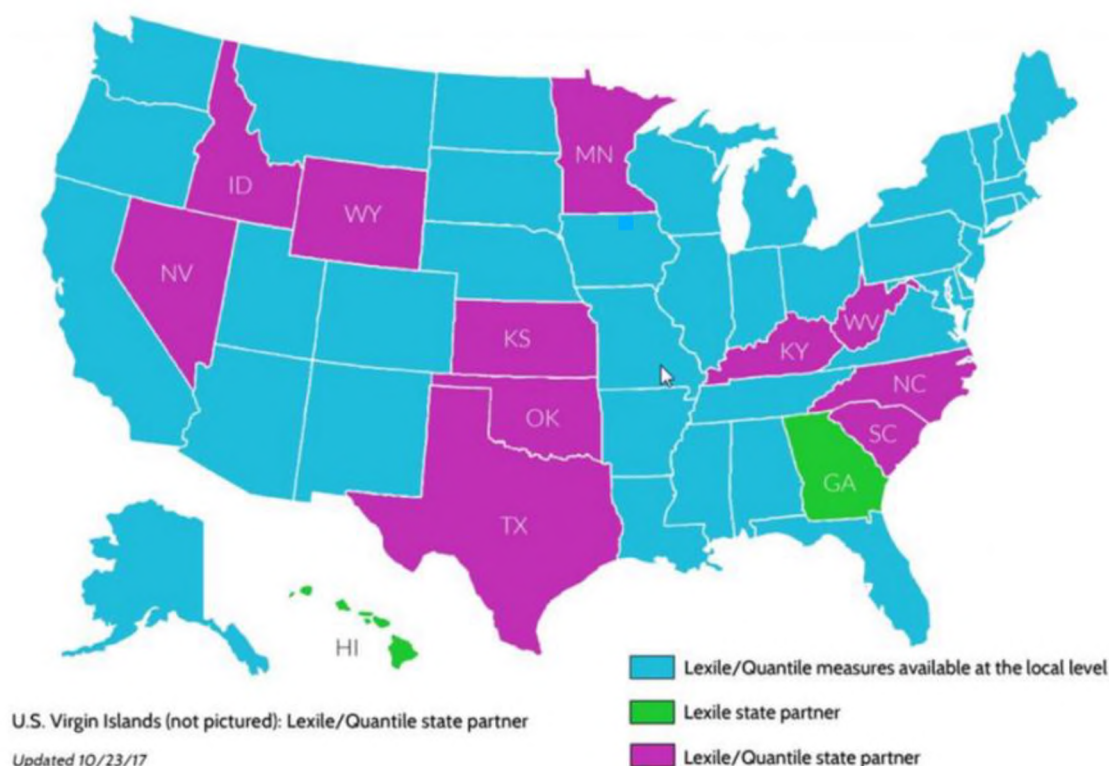 MN
ID
WY
NV
KS
WV
KY
NC
OK
SC
GA
TX
HI
Lexile/Quantile measures available at the local level
Lexile state partner
U.S. Virgin Islands (not pictured): Lexile/Quantile state partner
Updated 10/23/17
Lexile/Quantile state partner